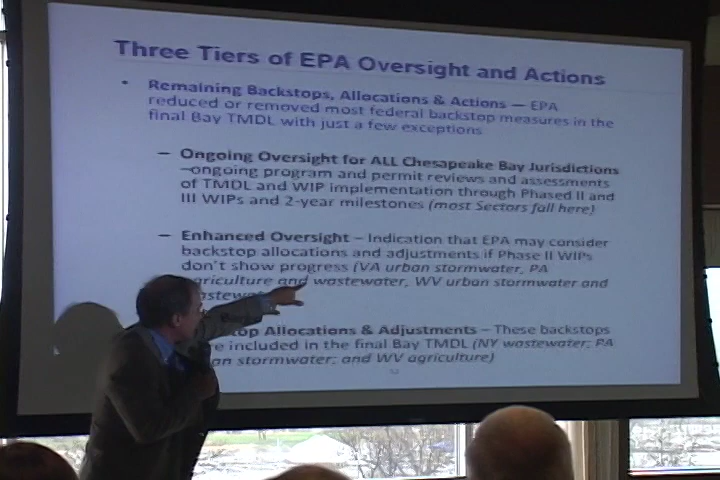 Three Tiers of EPA Oversight and Actions
• Remaining Backstops, Allocations & Actions — EPA
reduced or removed most federal backstop measures in the
final Bay TMDL with just a few exceptions
– Ongoing Oversight for ALL Chesapeake Bay Jurisdictions
–ongoing program and permit reviews and assessments
of TMDL and WIP implementation through Phased II and
III WIPs and 2-year milestones (most Sectors fall here)
– Enhanced Oversight – Indication that EPA may consider
backstop allocations and adjustments if Phase II WIPs
don't show progress (VA urban stormwater, PA
agriculture and wastewater, WV urban stormwater and
Allocations & Adjustments – These backstops
included in the final Bay TMDL (NY wastewater; PA
stormwater; and WV agriculture)